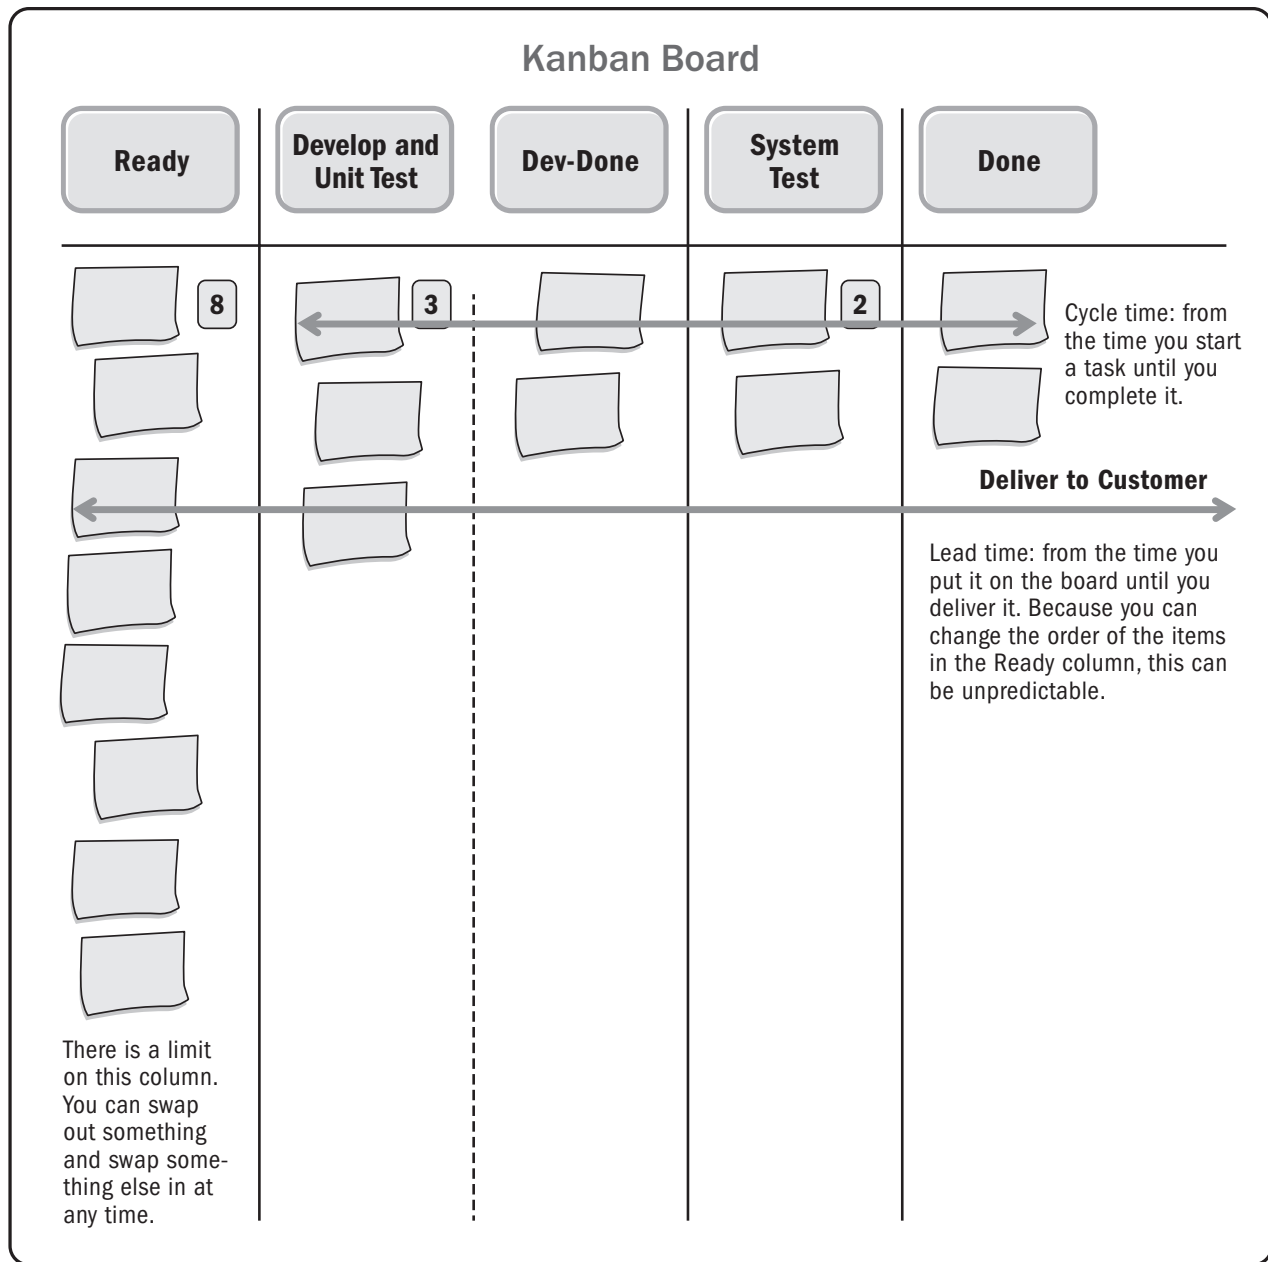 Kanban Board
Ready
Develop and
Unit Test
Dev-Done
System
Test
Done
8
3
2
Cycle time: from
the time you start
a task until you
complete it.
Deliver to Customer
Lead time: from the time you
put it on the board until you
deliver it. Because you can
change the order of the items
in the Ready column, this can
be unpredictable.
There is a limit
on this column.
You can swap
out something
and swap some-
thing else in at
any time.